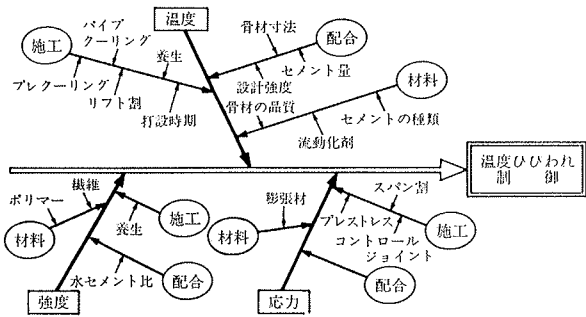 温度
施工
パイプ
クーリング
養生
プレクーリング
リフト割
打設時期
骨材寸法
配合
セメント量
設計強度
骨材の品質
材料
セメントの種類
流動化剤
温度ひびわれ
制 御
繊維
ポリマー
材料
養生
施工
水セメント比
配合
強度
膨張材
材料
スパン割
プレストレス
コントロール
ジョイント
施工
配合
応力